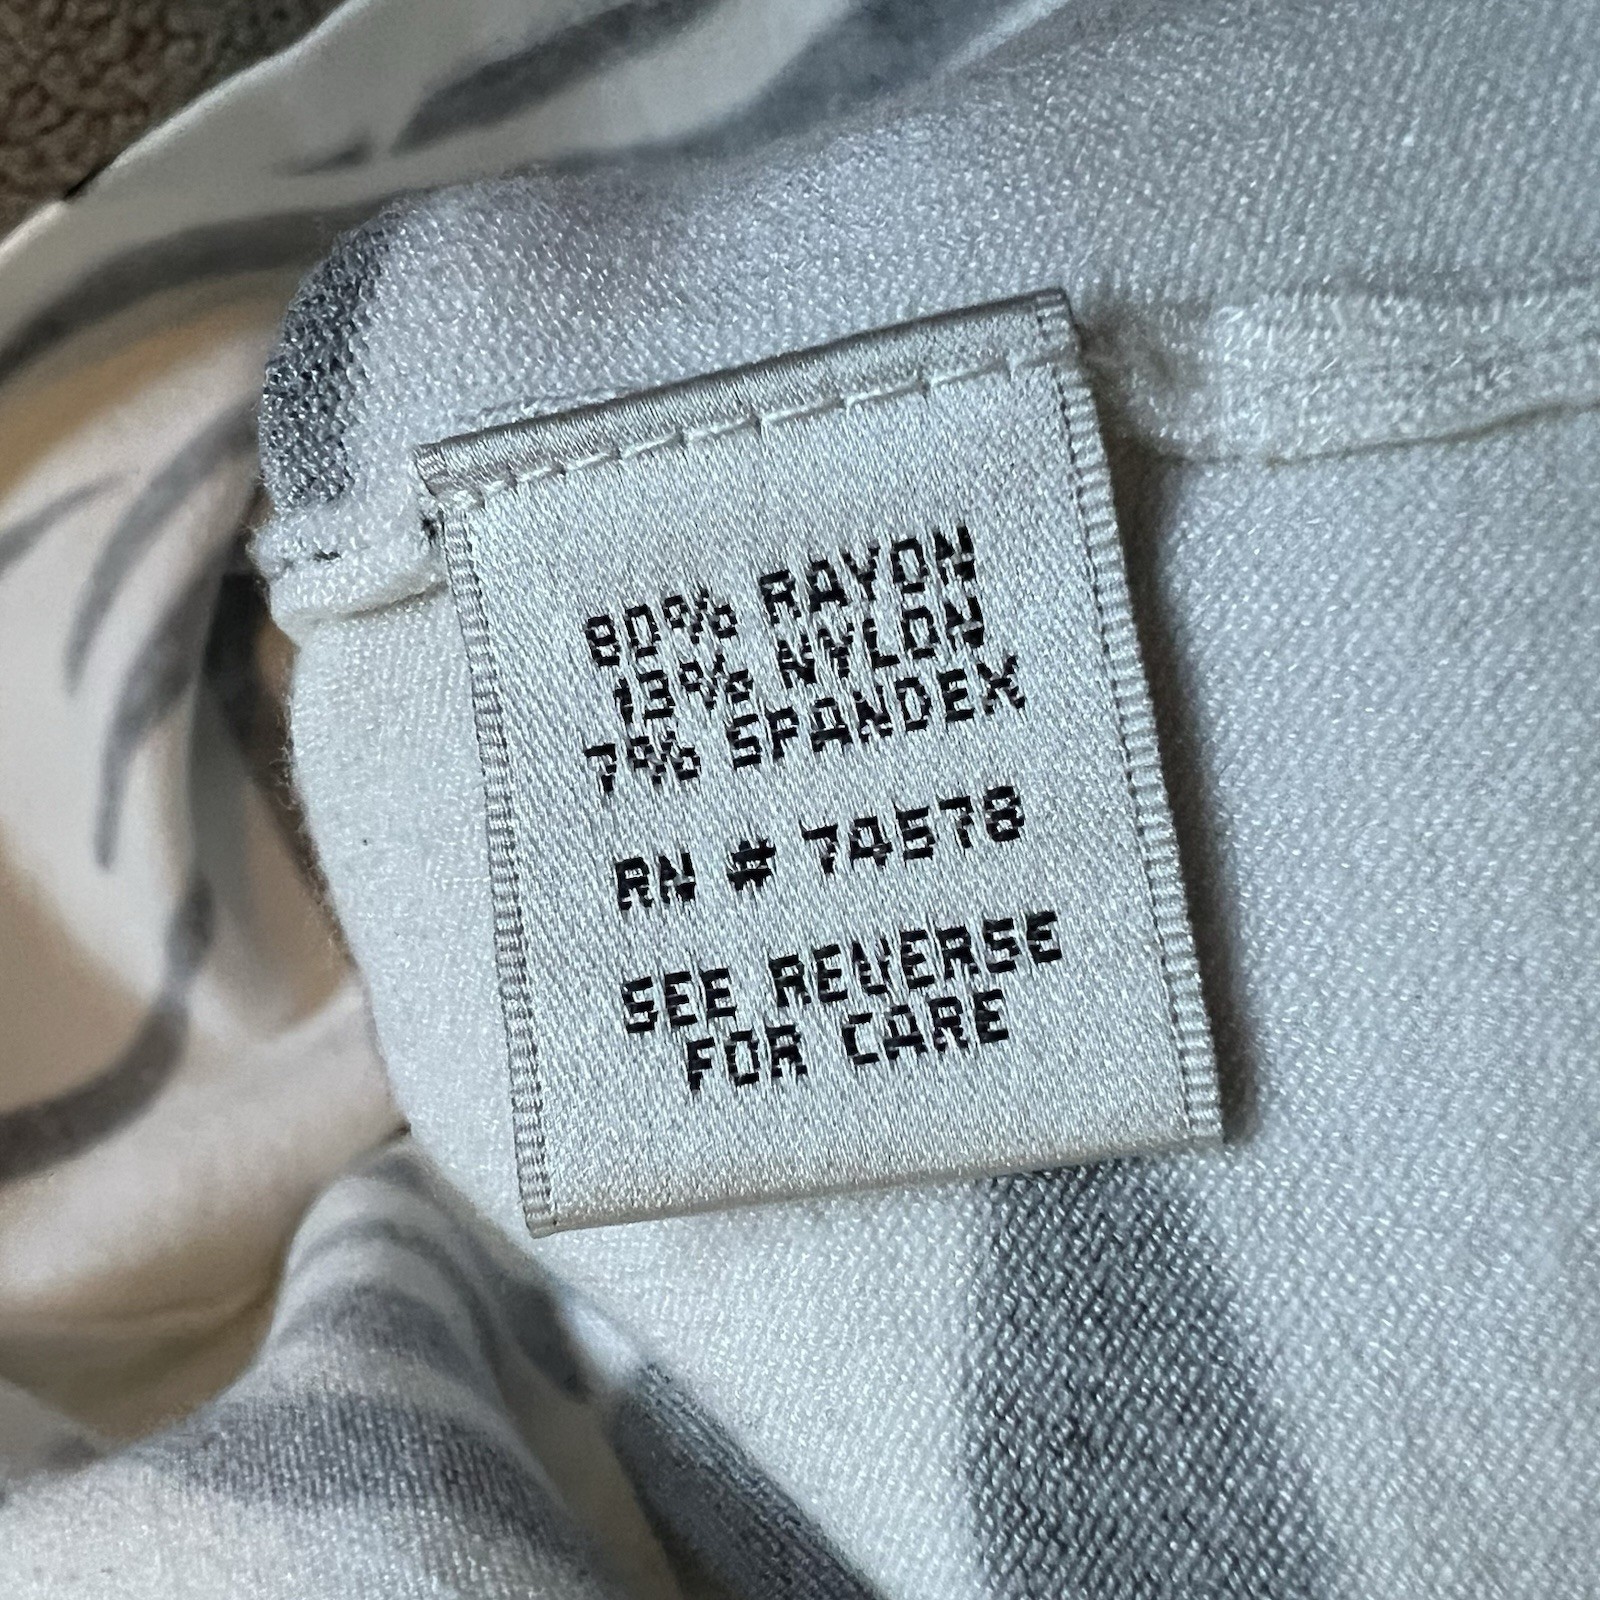 80% RAYON
13% NYLON
7% SPANDEX
RN # 74578
SEE REVERSE
FOR CARE